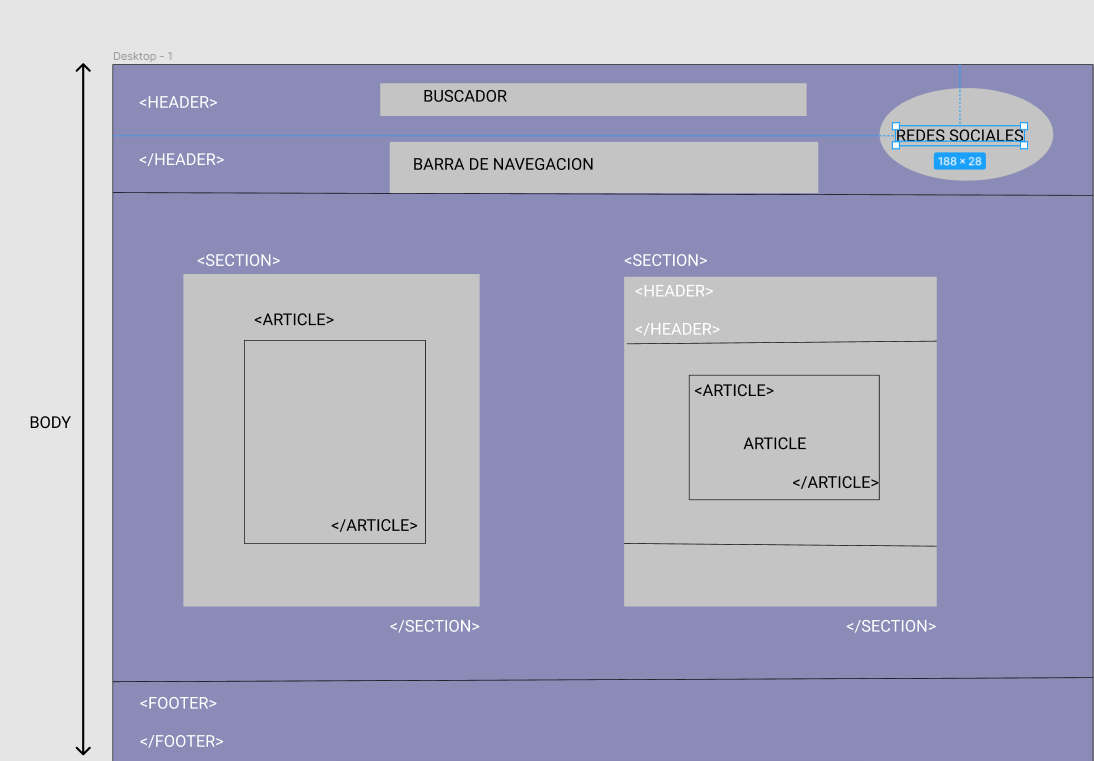 Desktop - 1
<HEADER>
BUSCADOR
REDES SOCIALES
</HEADER>
BARRA DE NAVEGACION
188 × 28
<SECTION>
<ARTICLE>
</ARTICLE>
</SECTION>
<SECTION>
<HEADER>
</HEADER>
<ARTICLE>
ARTICLE
</ARTICLE>
</SECTION>
BODY
<FOOTER>
</FOOTER>